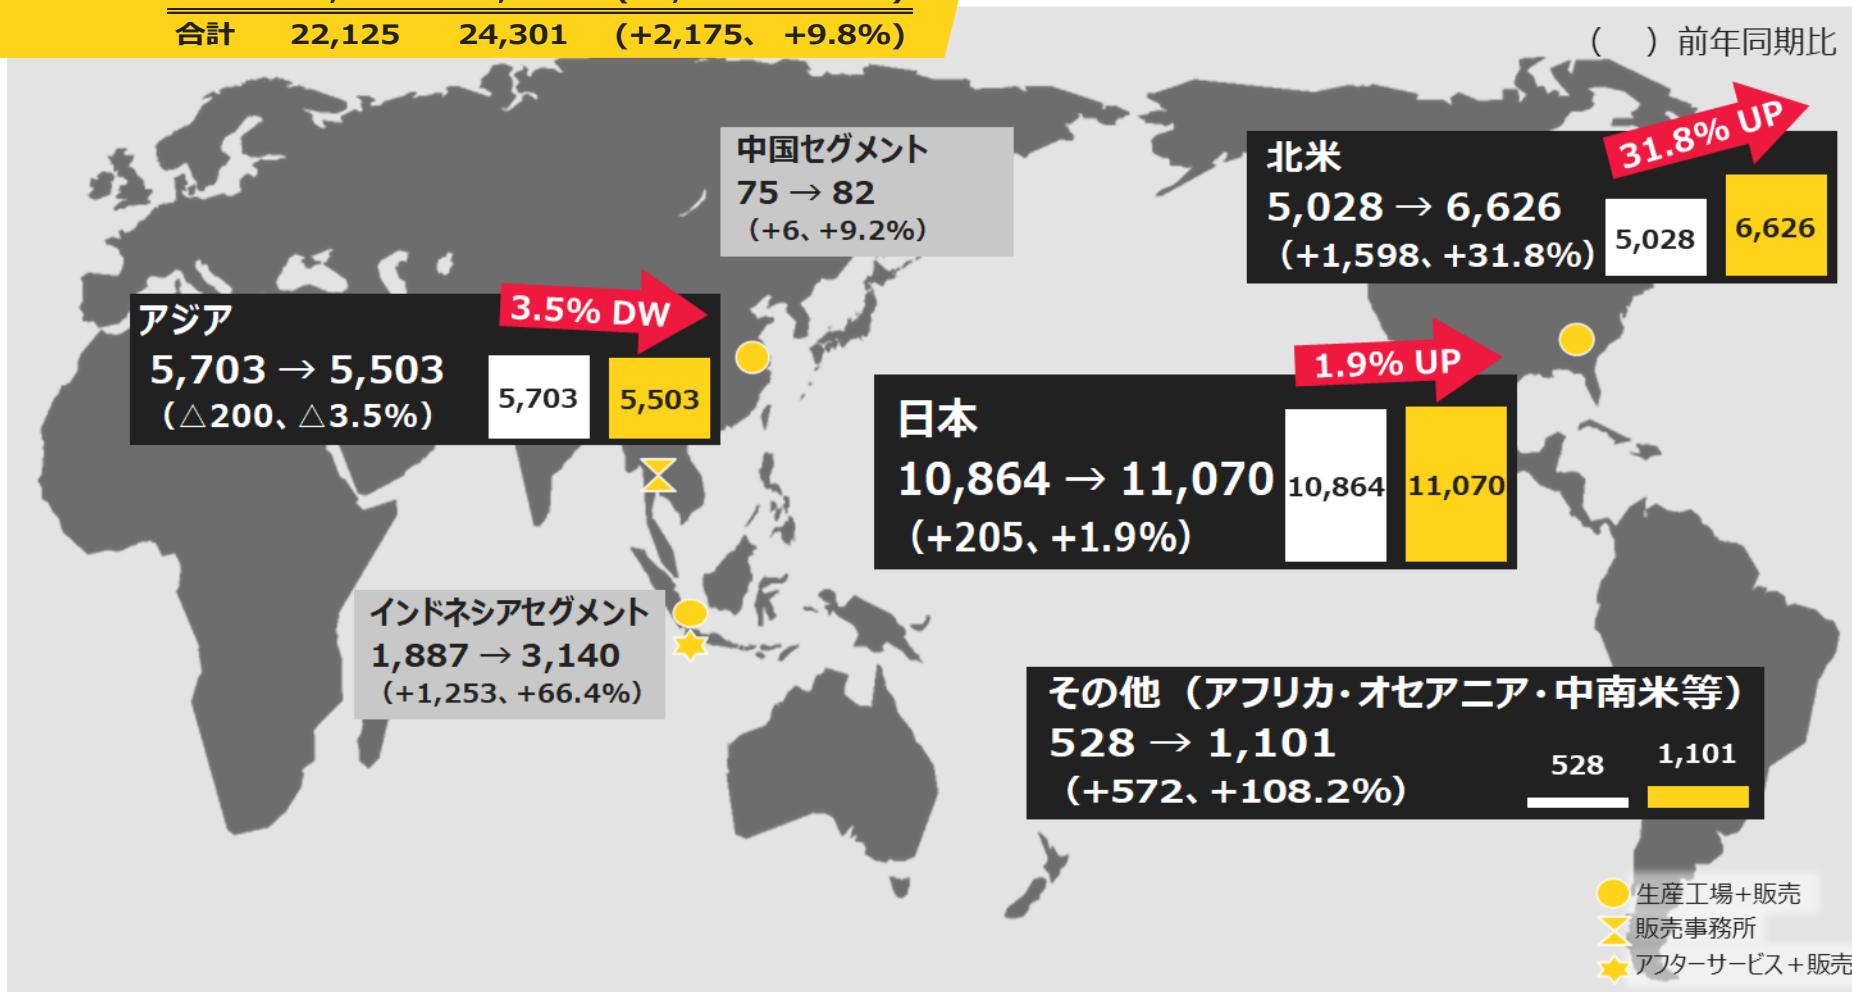 合計 22,125 24,301 (+2,175、 +9.8%)
（　）前年同期比
中国セグメント
75 → 82
（+6、+9.2%）
北米
5,028 → 6,626
（+1,598、+31.8%）
31.8% UP
5,028
6,626
アジア
5,703 → 5,503
（△200、△3.5%）
3.5% DW
5,703
5,503
日本
10,864 → 11,070
（+205、+1.9%）
1.9% UP
10,864
11,070
インドネシアセグメント
1,887 → 3,140
（+1,253、+66.4%）
その他（アフリカ・オセアニア・中南米等）
528 → 1,101
（+572、+108.2%）
528
1,101
生産工場+販売
販売事務所
アフターサービス+販売